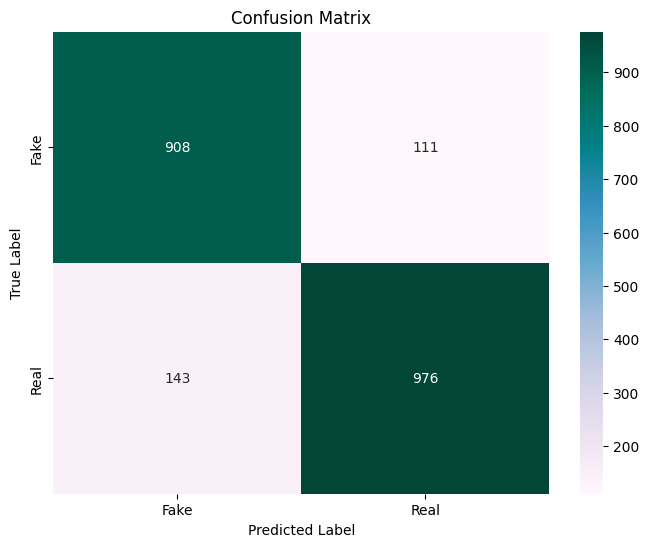 Confusion Matrix
Fake
908
111
Real
143
976
True Label
Fake
Real
Predicted Label
900
800
700
600
500
400
300
200